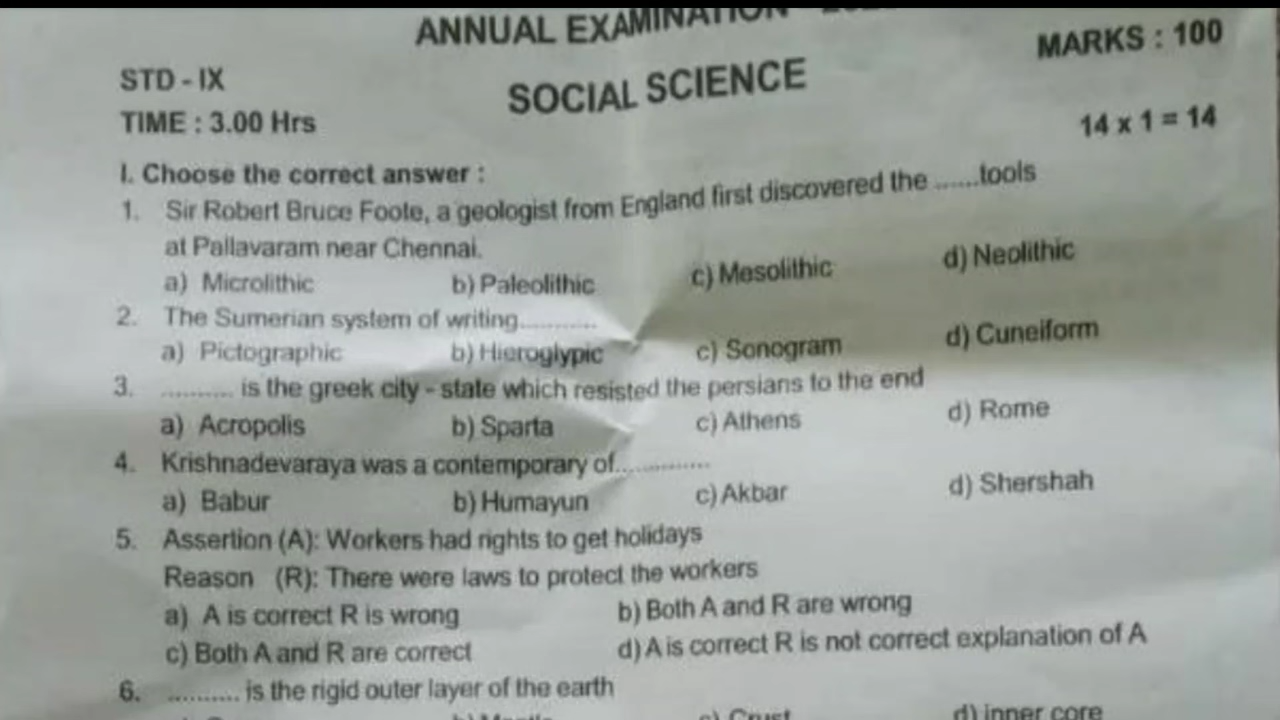 ANNUAL EXAMINATION
MARKS : 100
STD - IX
SOCIAL SCIENCE
TIME : 3.00 Hrs
14 x 1 = 14
I. Choose the correct answer :
1. Sir Robert Bruce Foote, a geologist from England first discovered the ......tools
at Pallavaram near Chennai.
a) Microlithic b) Paleolithic c) Mesolithic d) Neolithic
2. The Sumerian system of writing...........
a) Pictographic b) Hieroglypic c) Sonogram d) Cuneiform
3. .......... is the greek city - state which resisted the persians to the end
a) Acropolis b) Sparta c) Athens d) Rome
4. Krishnadevaraya was a contemporary of..............
a) Babur b) Humayun c) Akbar d) Shershah
5. Assertion (A): Workers had rights to get holidays
Reason (R): There were laws to protect the workers
a) A is correct R is wrong b) Both A and R are wrong
c) Both A and R are correct d) A is correct R is not correct explanation of A
6. .......... is the rigid outer layer of the earth
b) Mantle c) Crust d) inner core